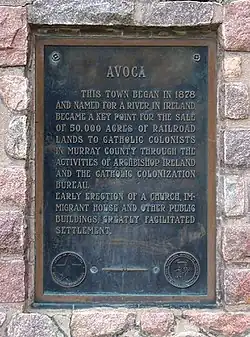 AVOCA
THIS TOWN BEGAN IN 1878
AND NAMED FOR A RIVER IN IRELAND
BECAME A KEY POINT FOR THE SALE
OF 50,000 ACRES OF RAILROAD
LANDS TO CATHOLIC COLONISTS
IN MURRAY COUNTY THROUGH THE
ACTIVITIES OF ARCHBISHOP IRELAND
AND THE CATHOLIC COLONIZATION
BUREAU.
EARLY ERECTION OF A CHURCH, IM-
MIGRANT HOUSE AND OTHER PUBLIC
BUILDINGS, GREATLY FACILITATED
SETTLEMENT.